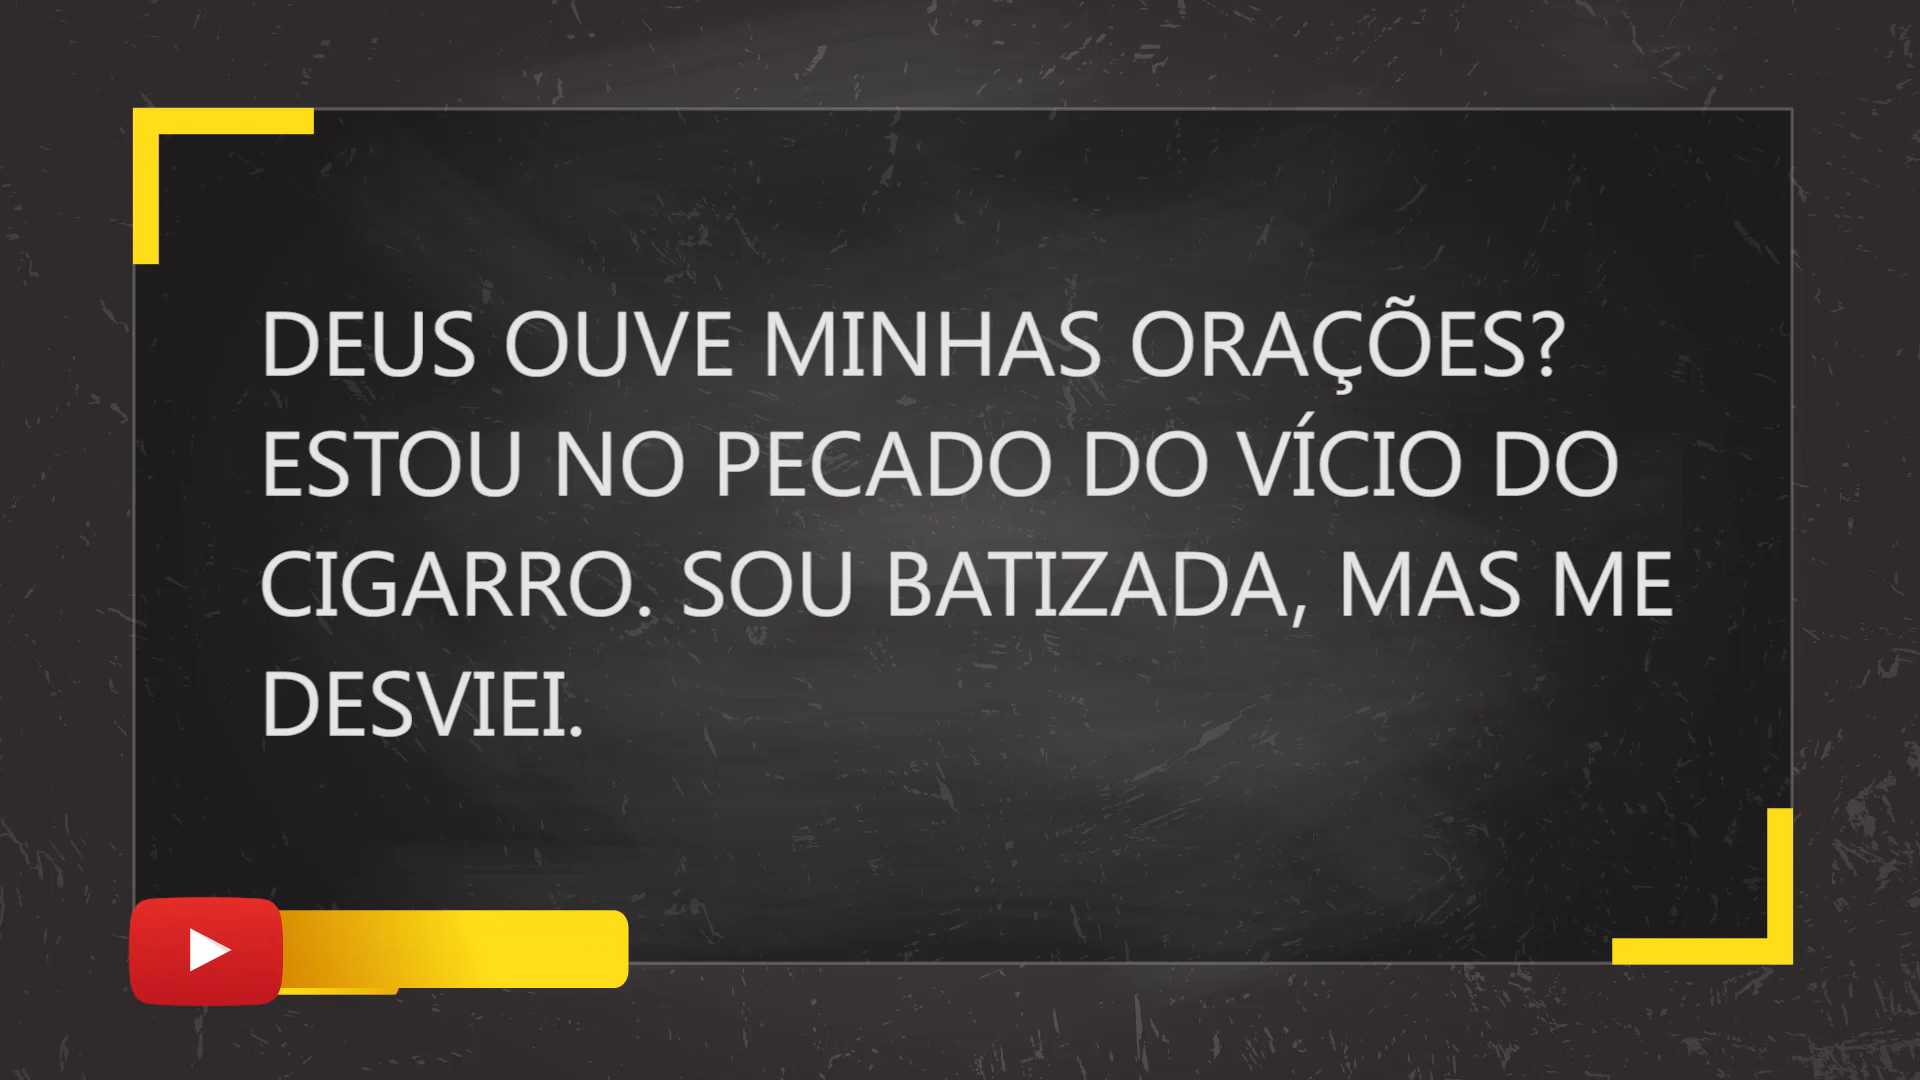 DEUS OUVE MINHAS ORAÇÕES?
ESTOU NO PECADO DO VÍCIO DO
CIGARRO. SOU BATIZADA, MAS ME
DESVIEI.